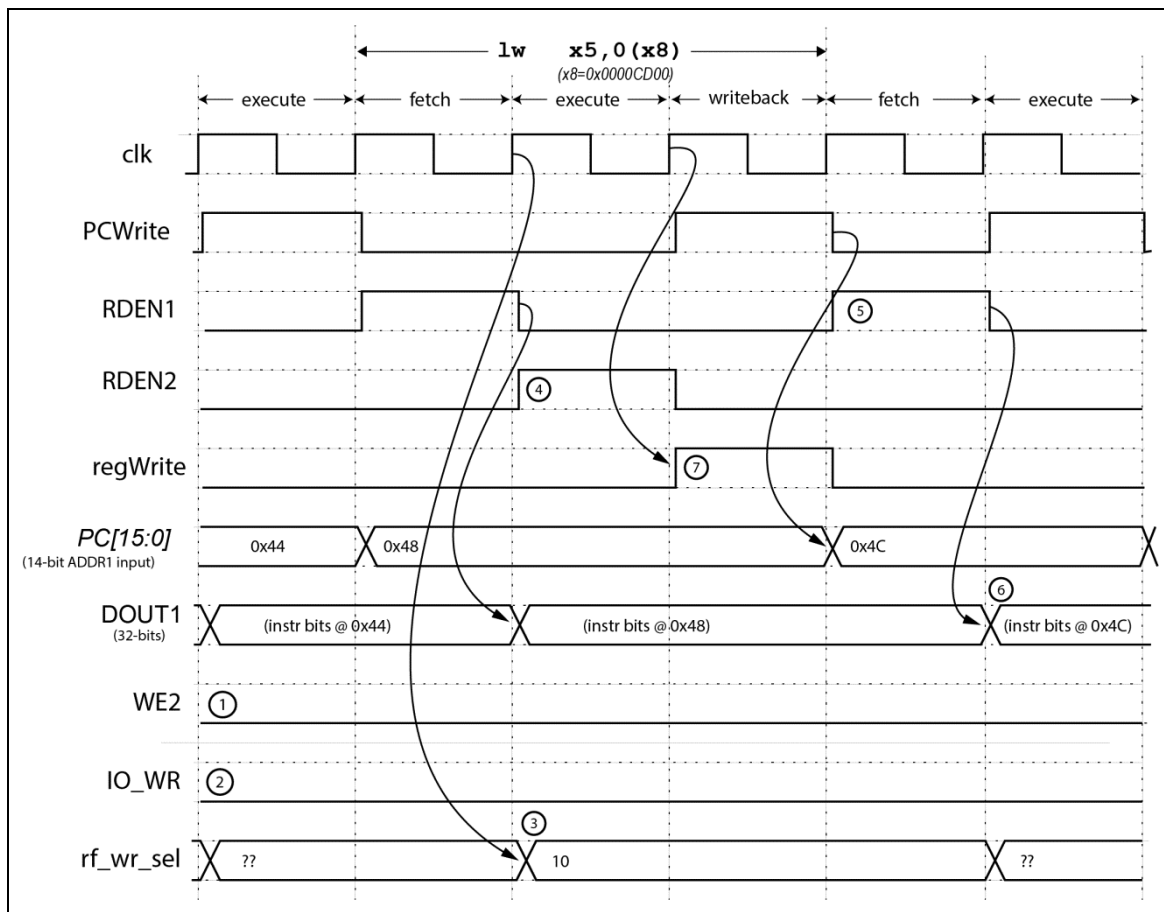 lw x5,0(x8)
(x8=0x0000CD00)
execute fetch execute writeback fetch execute
clk
PCWrite
RDEN1 5
RDEN2 4
regWrite 7
PC[15:0] 0x44 0x48 0x4C
(14-bit ADDR1 input)
6
DOUT1 (instr bits @ 0x44) (instr bits @ 0x48) (instr bits @ 0x4C)
(32-bits)
WE2 1
IO_WR 2
3
rf_wr_sel ?? 10 ??